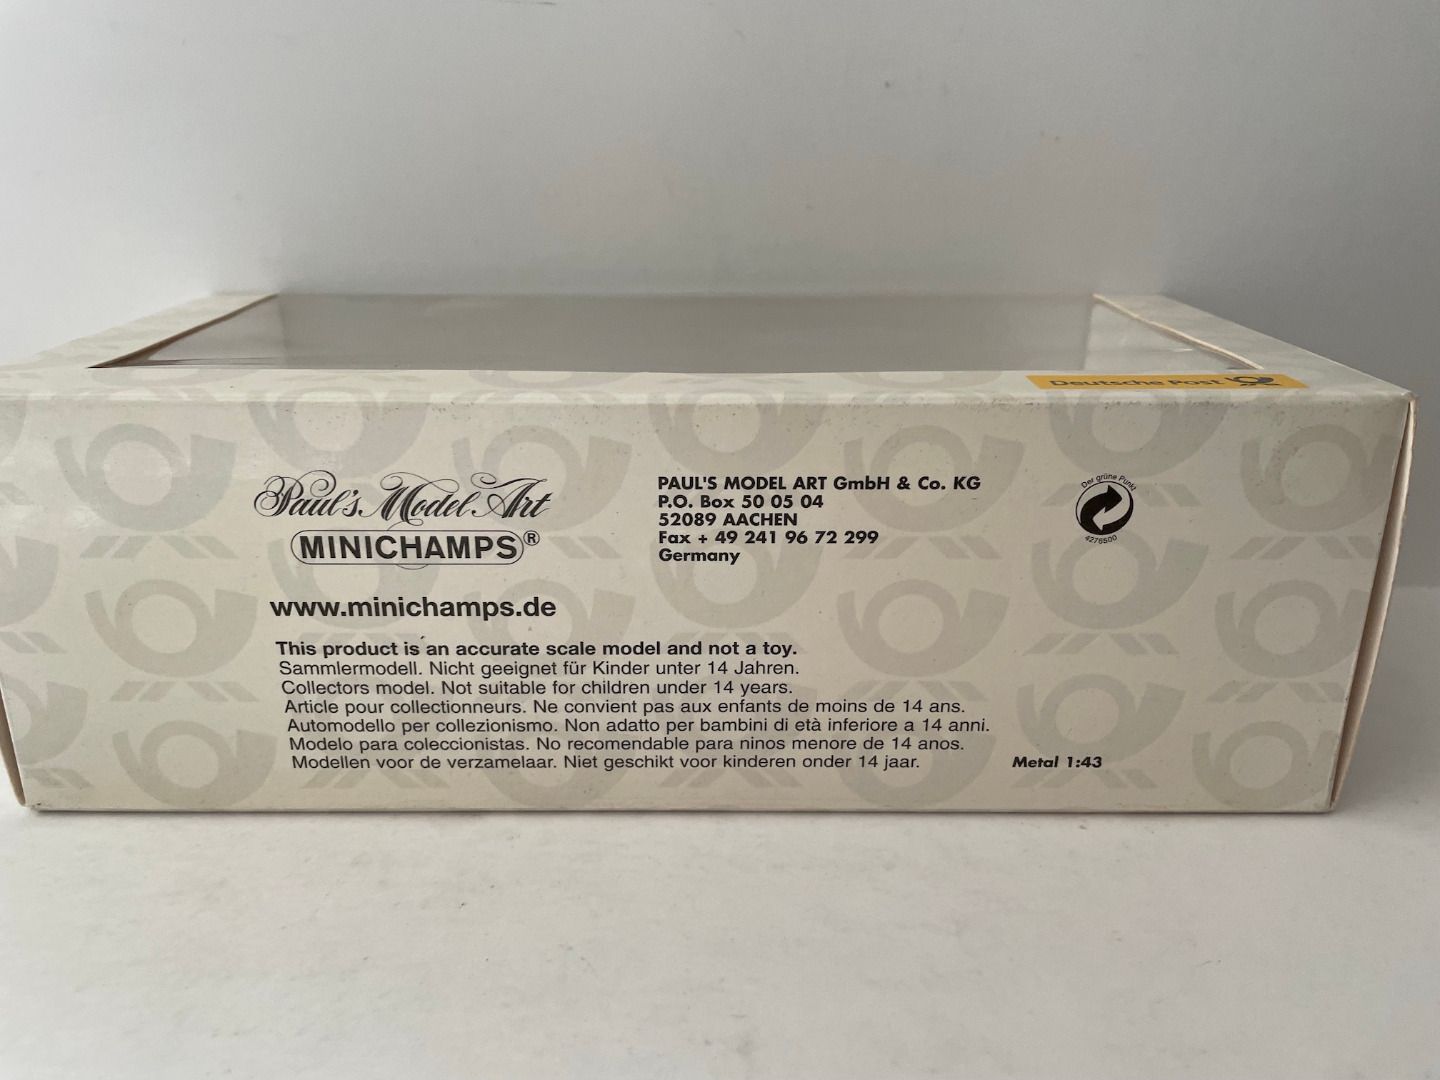 Deutsche Post
Paul's Model Art
MINICHAMPS®
www.minichamps.de
PAUL'S MODEL ART GmbH & Co. KG
P.O. Box 50 05 04
52089 AACHEN
Fax + 49 241 96 72 299
Germany
Der grüne Punkt
4276500
This product is an accurate scale model and not a toy.
Sammlermodell. Nicht geeignet für Kinder unter 14 Jahren.
Collectors model. Not suitable for children under 14 years.
Article pour collectionneurs. Ne convient pas aux enfants de moins de 14 ans.
Automodello per collezionismo. Non adatto per bambini di età inferiore a 14 anni.
Modelo para coleccionistas. No recomendable para ninos menore de 14 anos.
Modellen voor de verzamelaar. Niet geschikt voor kinderen onder 14 jaar.
Metal 1:43